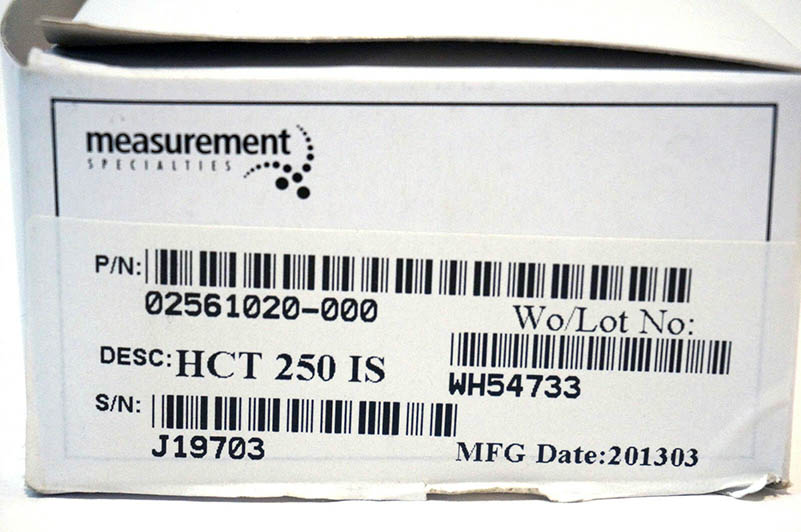 measurement
SPECIALTIES
P/N:
02561020-000
Wo/Lot No:
DESC: HCT 250 IS
WH54733
S/N:
J19703
MFG Date:201303